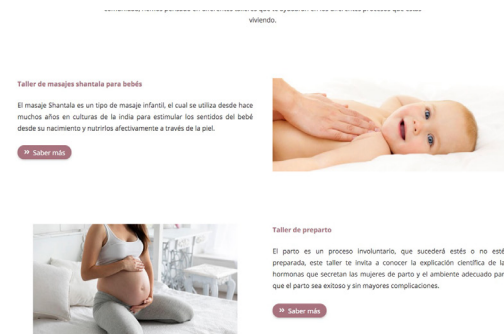 viviendo.
Taller de masajes shantala para bebés
El masaje Shantala es un tipo de masaje infantil, el cual se utiliza desde hace
muchos años en culturas de la india para estimular los sentidos del bebé
desde su nacimiento y nutrirlos afectivamente a través de la piel.
» Saber más
Taller de preparto
El parto es un proceso involuntario, que sucederá estés o no esté
preparada, este taller te invita a conocer la explicación científica de la
hormonas que secretan las mujeres de parto y el ambiente adecuado par
que el parto sea exitoso y sin mayores complicaciones.
» Saber más